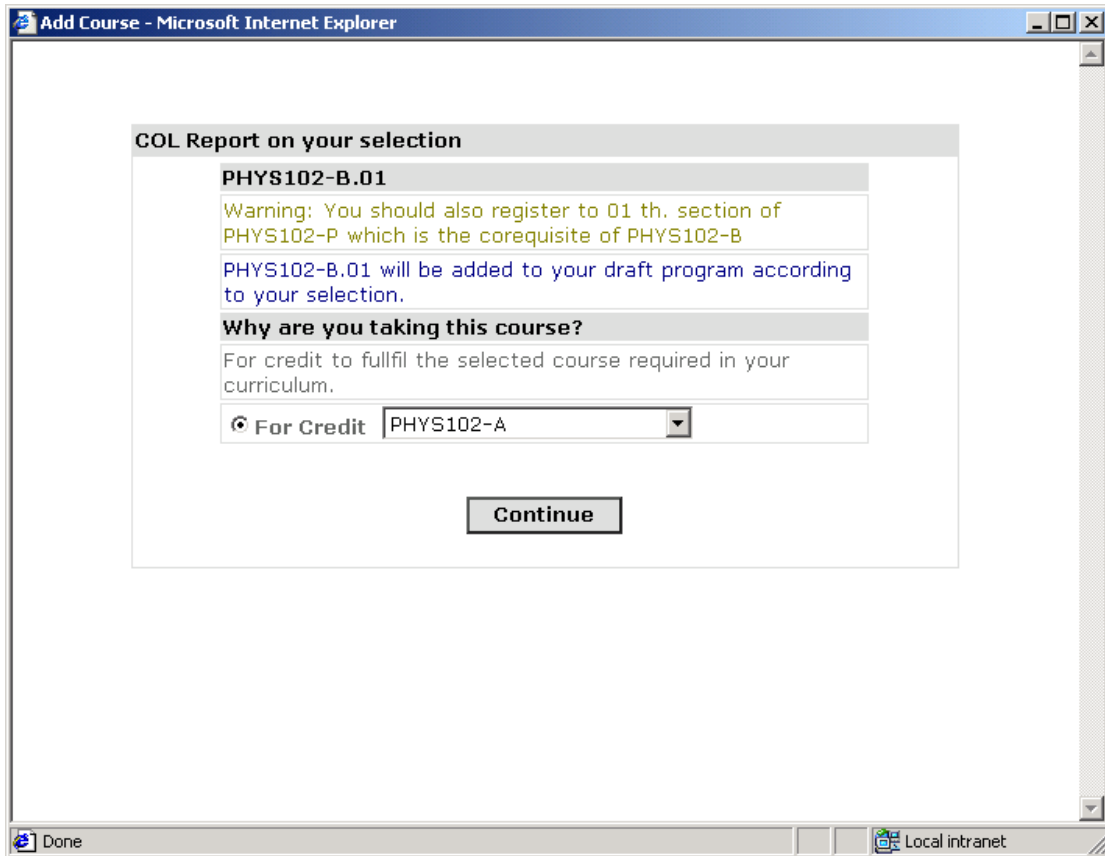 Add Course - Microsoft Internet Explorer
COL Report on your selection
PHYS102-B.01
Warning: You should also register to 01 th. section of
PHYS102-P which is the corequisite of PHYS102-B
PHYS102-B.01 will be added to your draft program according
to your selection.
Why are you taking this course?
For credit to fullfil the selected course required in your
curriculum.
For Credit PHYS102-A
Continue
Done Local intranet